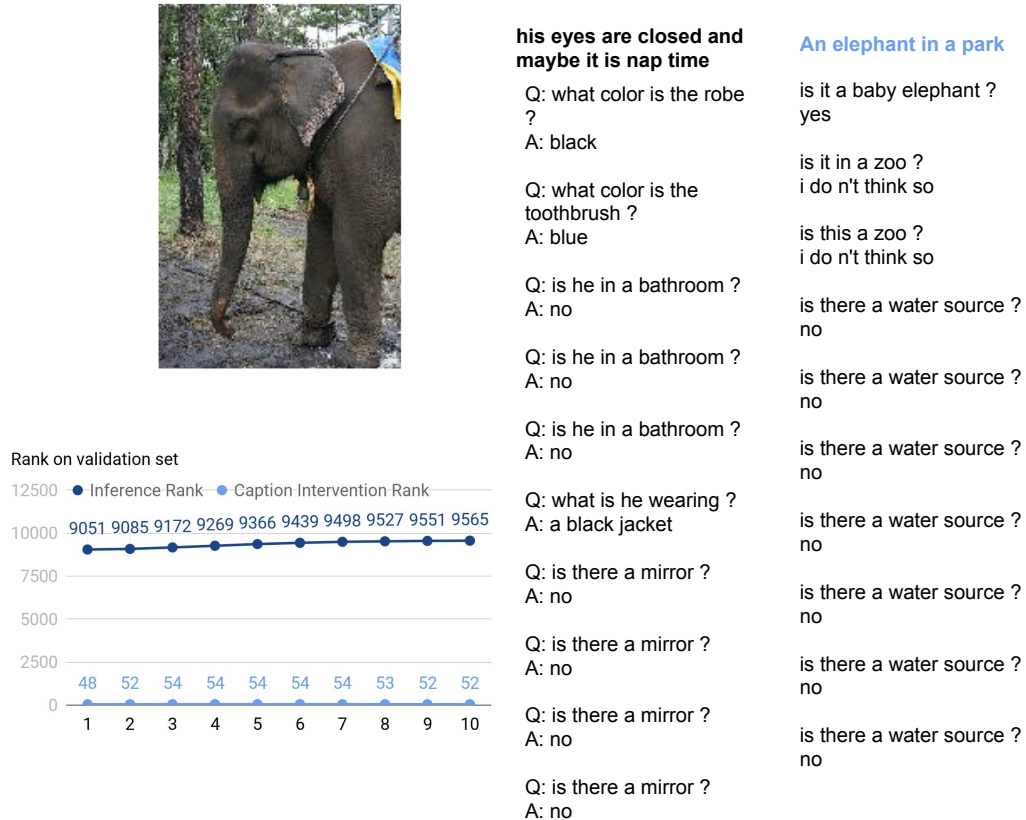 his eyes are closed and
maybe it is nap time
Q: what color is the robe
?
A: black
Q: what color is the
toothbrush ?
A: blue
Q: is he in a bathroom ?
A: no
Q: is he in a bathroom ?
A: no
Q: is he in a bathroom ?
A: no
Q: what is he wearing ?
A: a black jacket
Q: is there a mirror ?
A: no
Q: is there a mirror ?
A: no
Q: is there a mirror ?
A: no
Q: is there a mirror ?
A: no
An elephant in a park
is it a baby elephant ?
yes
is it in a zoo ?
i do n't think so
is this a zoo ?
i do n't think so
is there a water source ?
no
is there a water source ?
no
is there a water source ?
no
is there a water source ?
no
is there a water source ?
no
is there a water source ?
no
is there a water source ?
no
Rank on validation set
Inference Rank Caption Intervention Rank
12500
10000
7500
5000
2500
0
9051 9085 9172 9269 9366 9439 9498 9527 9551 9565
48 52 54 54 54 54 54 53 52 52
1 2 3 4 5 6 7 8 9 10